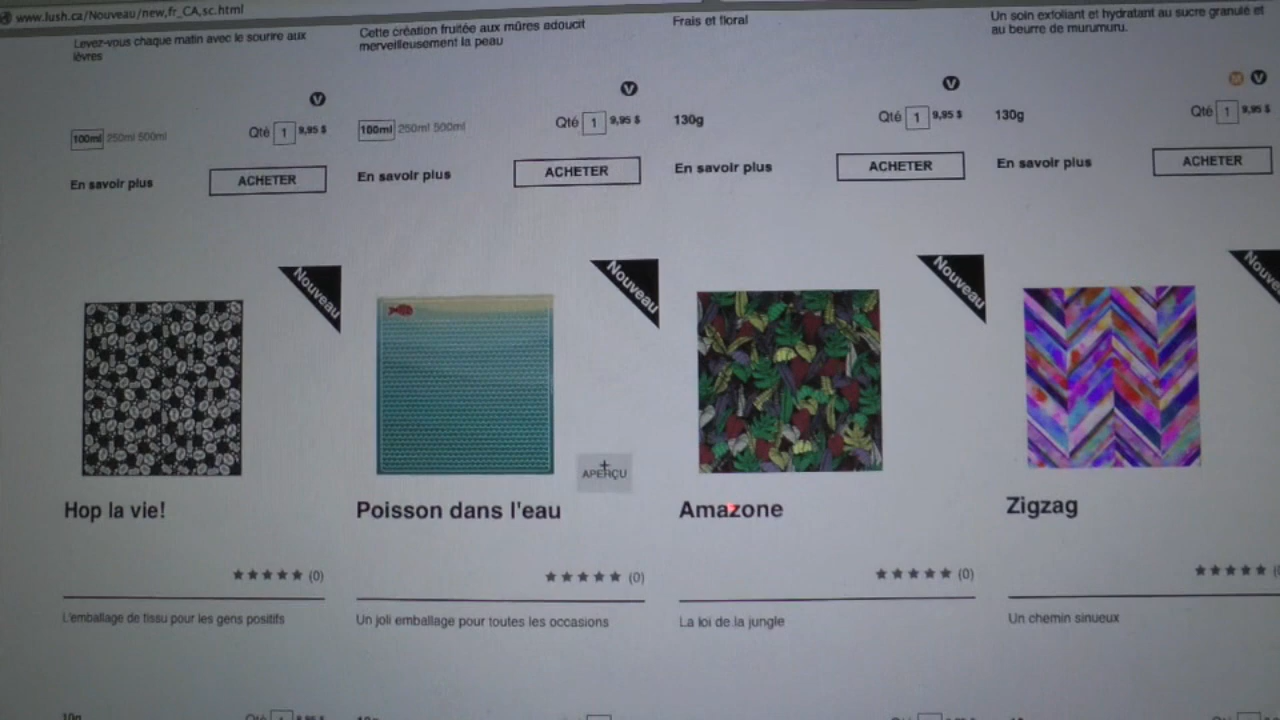 www.lush.ca/Nouveau/new,fr_CA,sc.html
Levez-vous chaque matin avec le sourire aux
lèvres
Cette création fruitée aux mûres adoucit
merveilleusement la peau
Frais et floral
Un soin exfoliant et hydratant au sucre granulé et
au beurre de murumuru.
V
V
V
M V
100ml 250ml 500ml
Qté 1 9,95 $
100ml 250ml 500ml
Qté 1 9,95 $
130g
Qté 1 9,95 $
130g
Qté 1 9,95 $
En savoir plus
ACHETER
En savoir plus
ACHETER
En savoir plus
ACHETER
En savoir plus
ACHETER
Nouveau
Nouveau
Nouveau
APERÇU
Hop la vie!
Poisson dans l'eau
Amazone
Zigzag
(0)
(0)
(0)
L'emballage de tissu pour les gens positifs
Un joli emballage pour toutes les occasions
La loi de la jungle
Un chemin sinueux